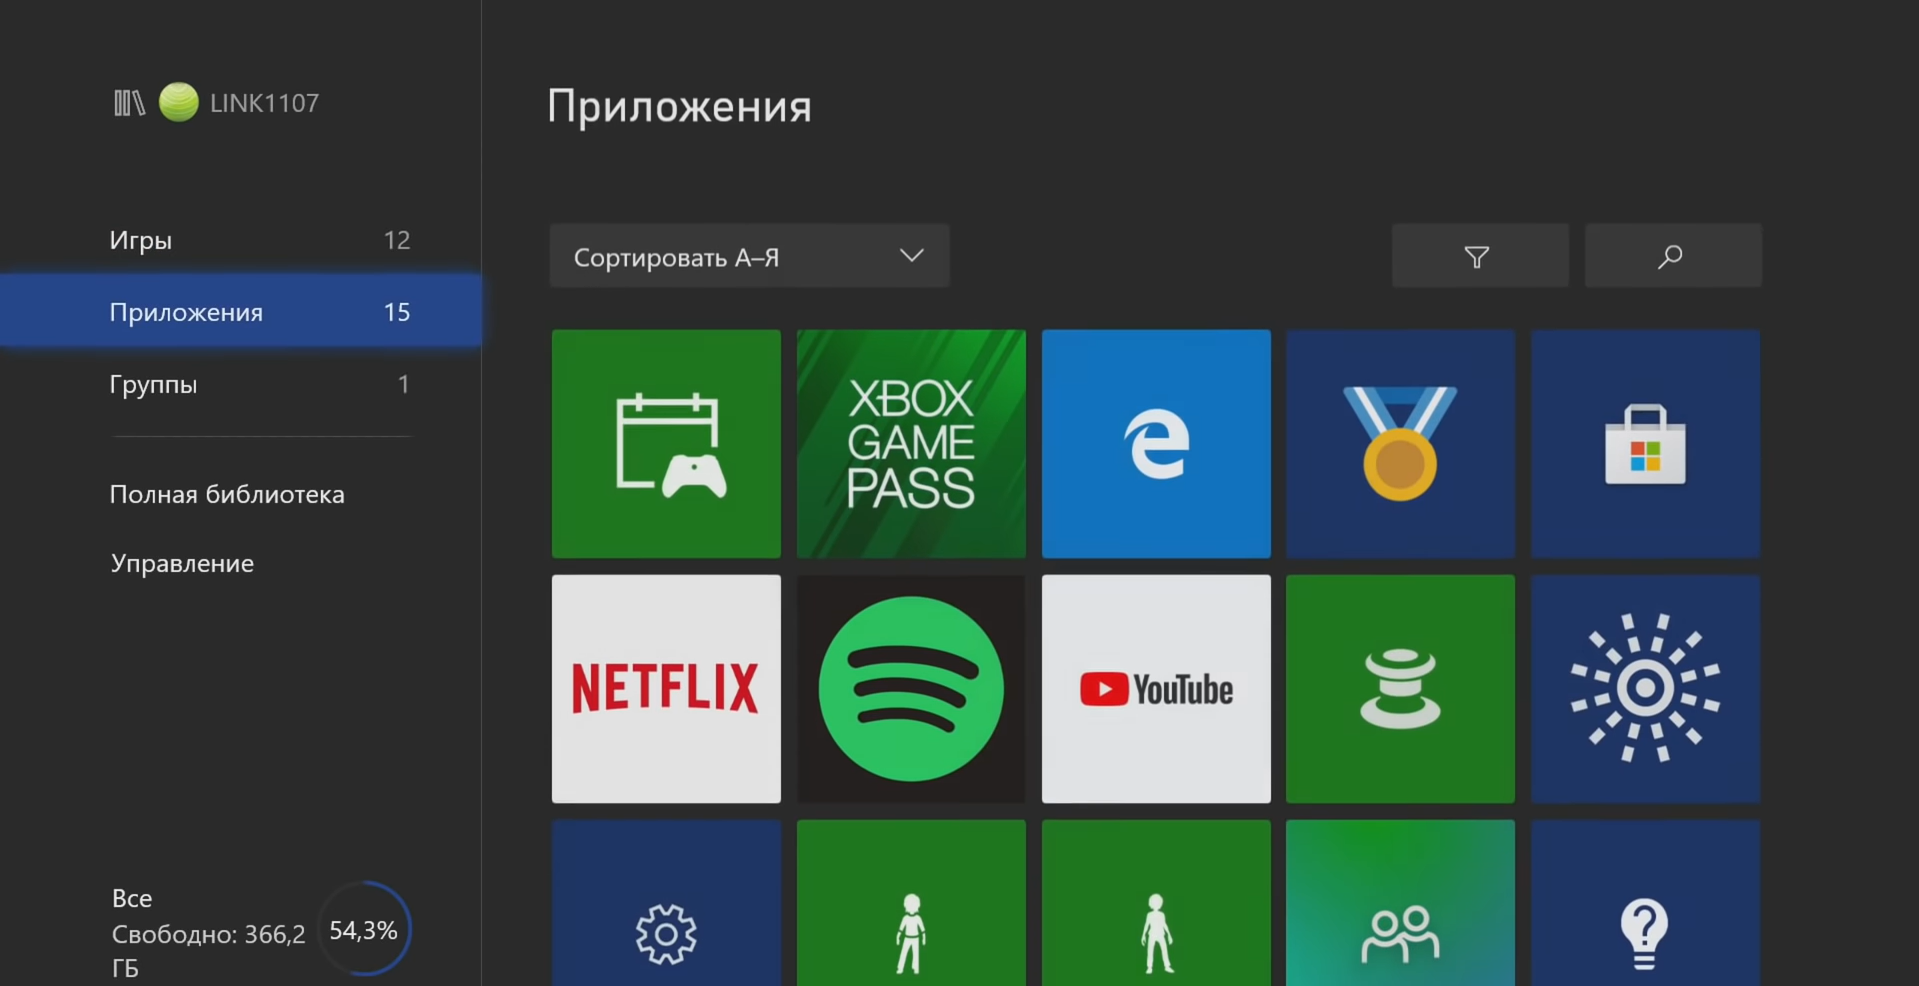 LINK1107
Игры 12
Приложения 15
Группы 1
Полная библиотека
Управление
Все
Свободно: 366,2
ГБ
54,3%
Приложения
Сортировать А–Я
XBOX
GAME
PASS
NETFLIX
YouTube